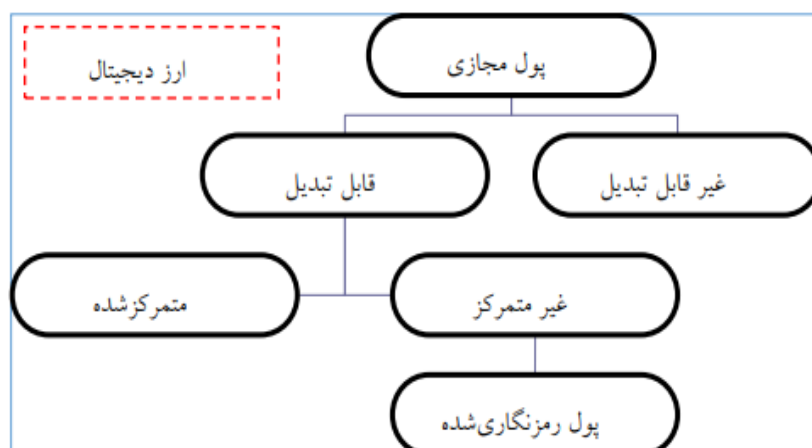 ارز دیجیتال
پول مجازی
غیر قابل تبدیل
قابل تبدیل
غیر متمرکز
متمرکزشده
پول رمزنگاری‌شده